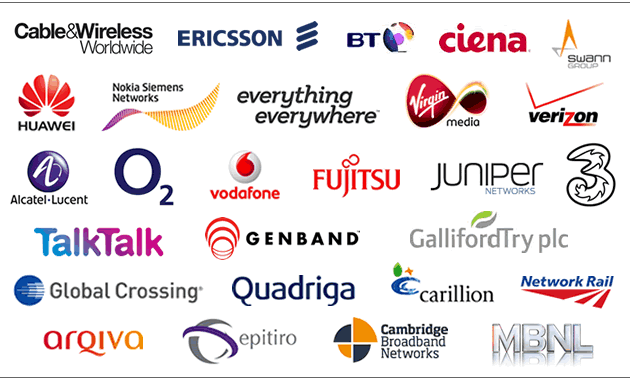 Cable&Wireless
Worldwide
ERICSSON
BT
ciena
swann
GROUP
HUAWEI
Nokia Siemens
Networks
everything
everywhere™
Virgin
media
verizon
Alcatel·Lucent
O2
vodafone
FUJITSU
JUNIPER
NETWORKS
3
TalkTalk
GENBAND™
GallifordTry plc
Global Crossing®
Quadriga
carillion
Network Rail
arqiva
epitiro
Cambridge
Broadband
Networks
MBNL